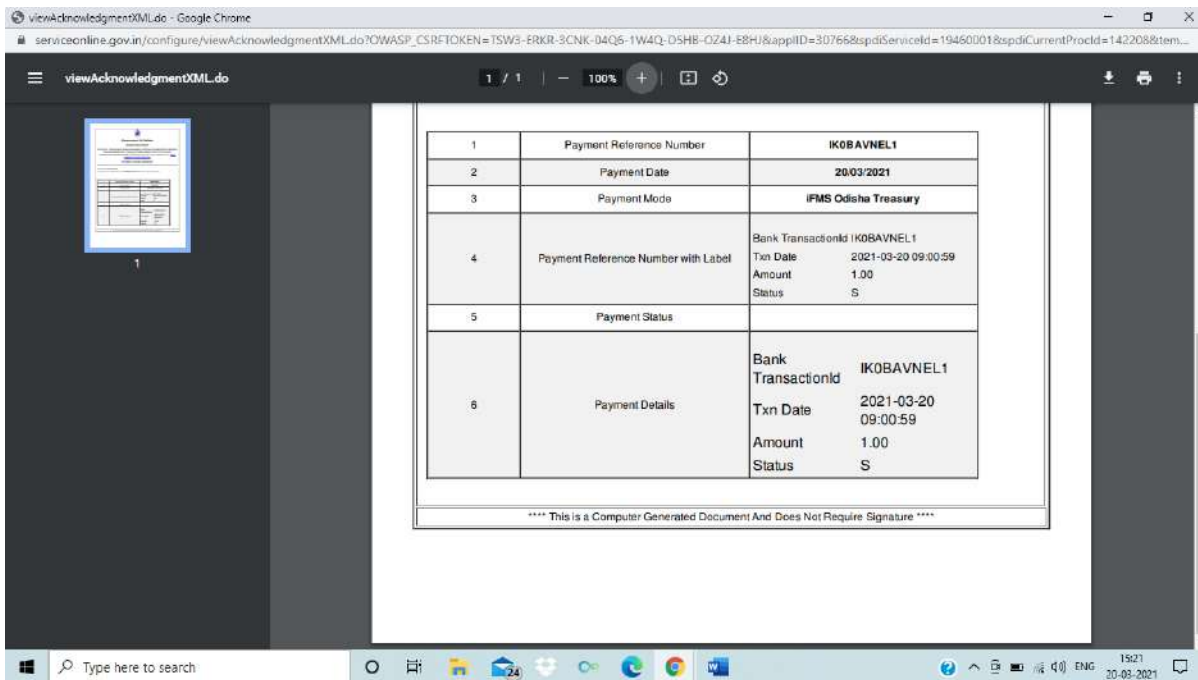 viewAcknowledgmentXML.do - Google Chrome
serviceonline.gov.in/configure/viewAcknowledgmentXML.do?OWASP_CSRFTOKEN=TSW3-ERKR-3CNK-04Q6-1W4Q-D5HB-OZ4J-E8HJ&applID=30766&spdiServiceId=19460001&spdiCurrentProcId=142208&tem...
viewAcknowledgmentXML.do
1 / 1
100%
1 Payment Reference Number IK0BAVNEL1
2 Payment Date 20/03/2021
3 Payment Mode iFMS Odisha Treasury
4 Payment Reference Number with Label
Bank TransactionId IK0BAVNEL1
Txn Date 2021-03-20 09:00:59
Amount 1.00
Status S
5 Payment Status
6 Payment Details
Bank TransactionId IK0BAVNEL1
Txn Date 2021-03-20 09:00:59
Amount 1.00
Status S
**** This is a Computer Generated Document And Does Not Require Signature ****
1
Type here to search
24
ENG
15:21
20-03-2021